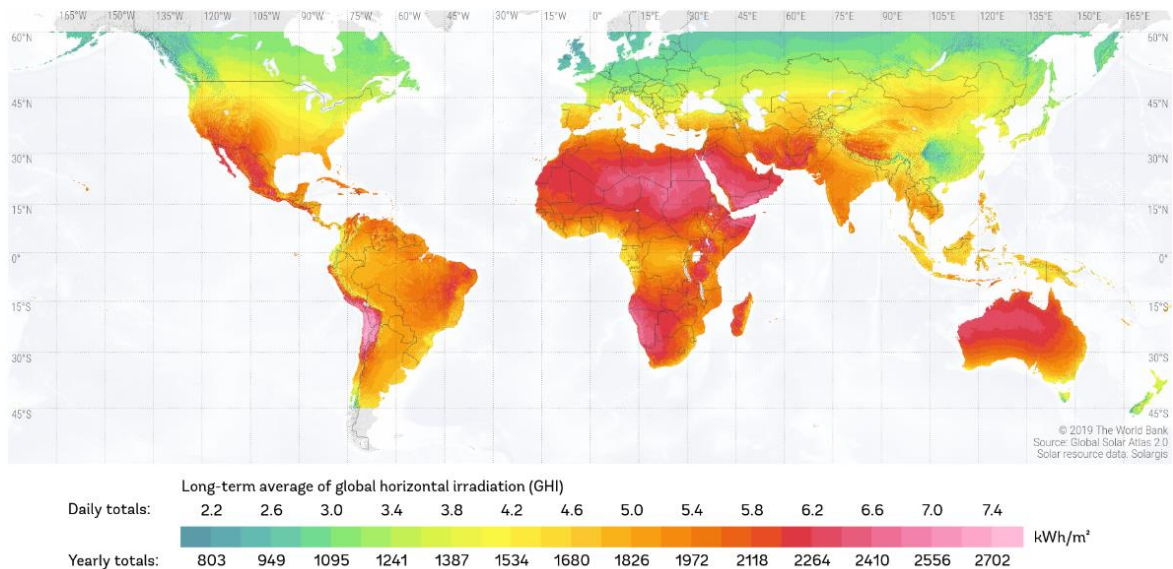 165°W 150°W 120°W 90°W 75°W 60°W 45°W 30°W 15°W 0° 15°E 30°E 45°E 60°E 75°E 90°E 105°E 120°E 135°E 150°E 165°E
60°N 60°N
45°N 45°N
30°N 30°N
15°N 15°N
0° 0°
15°S 15°S
30°S 30°S
45°S 45°S
© 2019 The World Bank
Source: Global Solar Atlas 2.0
Solar resource data: Solargis
Long-term average of global horizontal irradiation (GHI)
Daily totals: 2.2 2.6 3.0 3.4 3.8 4.2 4.6 5.0 5.4 5.8 6.2 6.6 7.0 7.4
kWh/m²
Yearly totals: 803 949 1095 1241 1387 1534 1680 1826 1972 2118 2264 2410 2556 2702